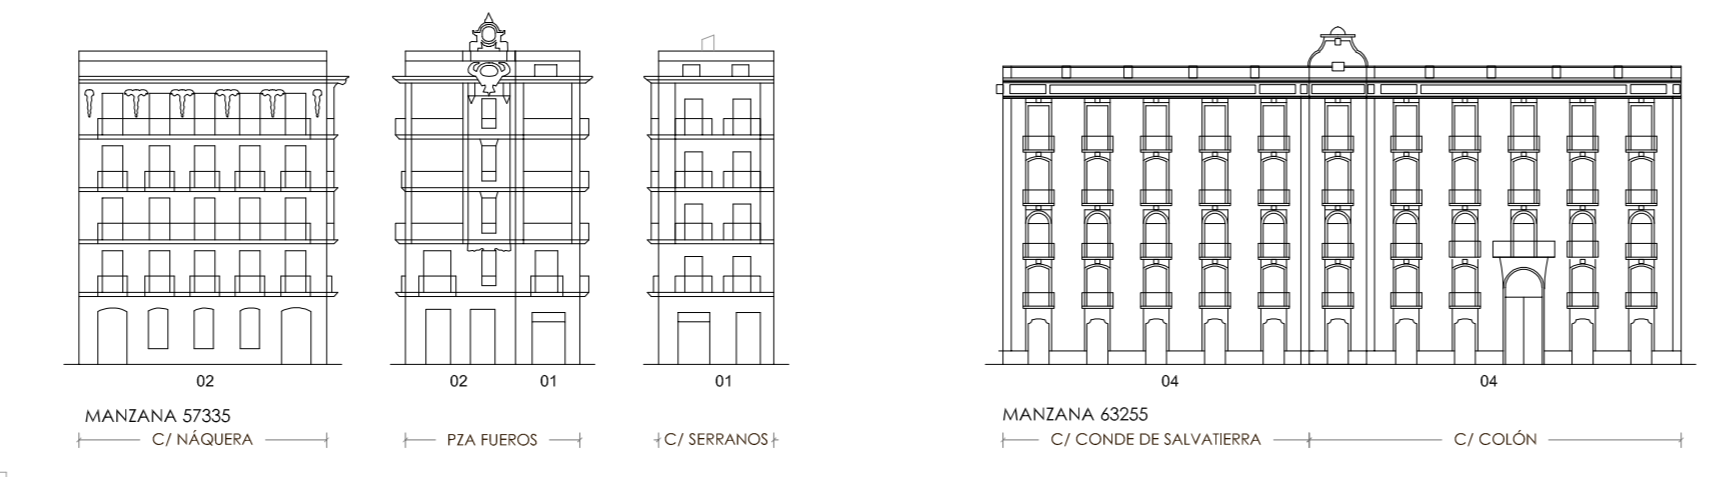 02
02 01
01
04
04
MANZANA 57335
MANZANA 63255
C/ NÁQUERA
PZA FUEROS
C/ SERRANOS
C/ CONDE DE SALVATIERRA
C/ COLÓN